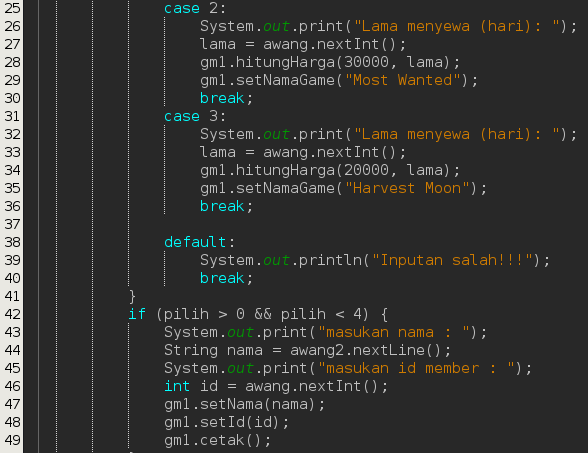 25 case 2:
26 System.out.print("Lama menyewa (hari): ");
27 lama = awang.nextInt();
28 gm1.hitungHarga(30000, lama);
29 gm1.setNamaGame("Most Wanted");
30 break;
31 case 3:
32 System.out.print("Lama menyewa (hari): ");
33 lama = awang.nextInt();
34 gm1.hitungHarga(20000, lama);
35 gm1.setNamaGame("Harvest Moon");
36 break;
37
38 default:
39 System.out.println("Inputan salah!!!");
40 break;
41 }
42 if (pilih > 0 && pilih < 4) {
43 System.out.print("masukan nama : ");
44 String nama = awang2.nextLine();
45 System.out.print("masukan id member : ");
46 int id = awang.nextInt();
47 gm1.setNama(nama);
48 gm1.setId(id);
49 gm1.cetak();